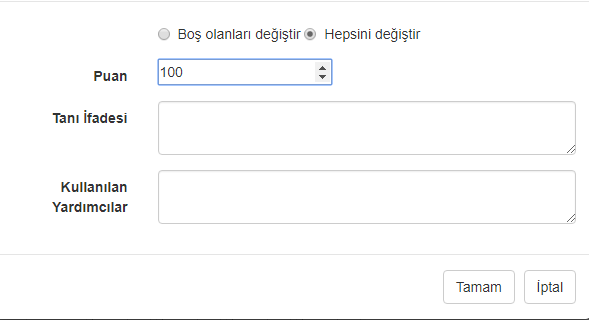 Boş olanları değiştir Hepsini değiştir
Puan 100
Tanı İfadesi
Kullanılan
Yardımcılar
Tamam İptal